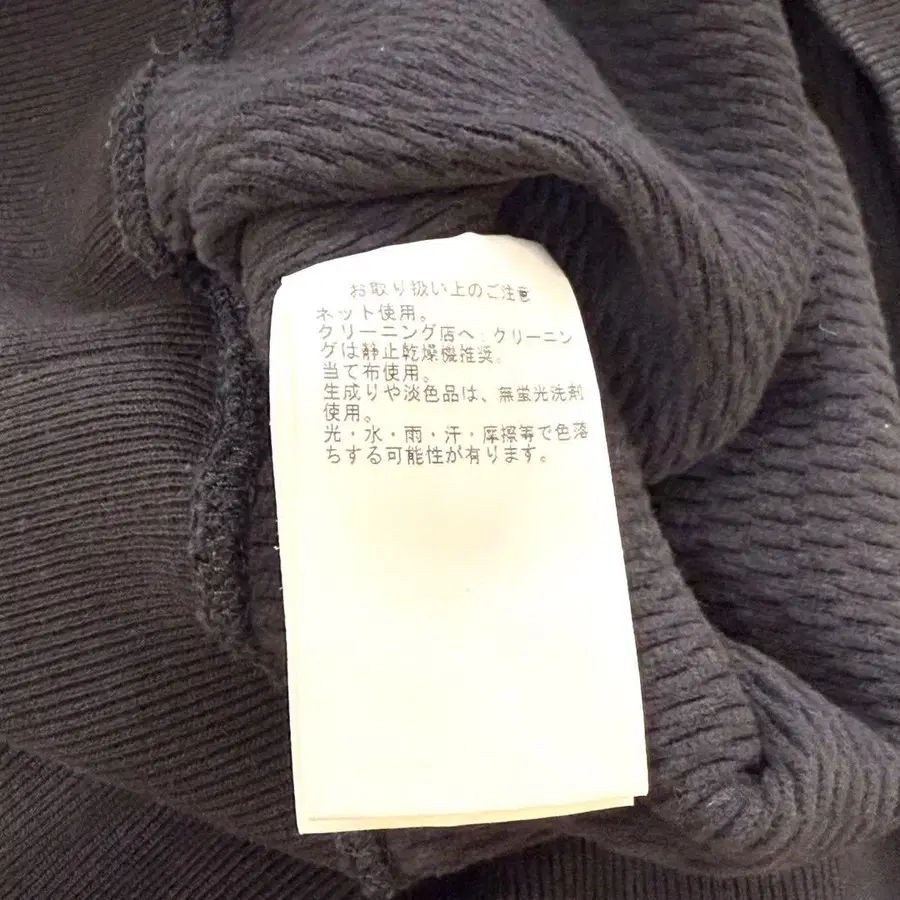 お取り扱い上のご注意
ネット使用。
クリーニング店へ:クリーニン
グは静止乾燥機推奨。
当て布使用。
生成りや淡色品は、無蛍光洗剤
使用。
光・水・雨・汗・摩擦等で色落
ちする可能性が有ります。